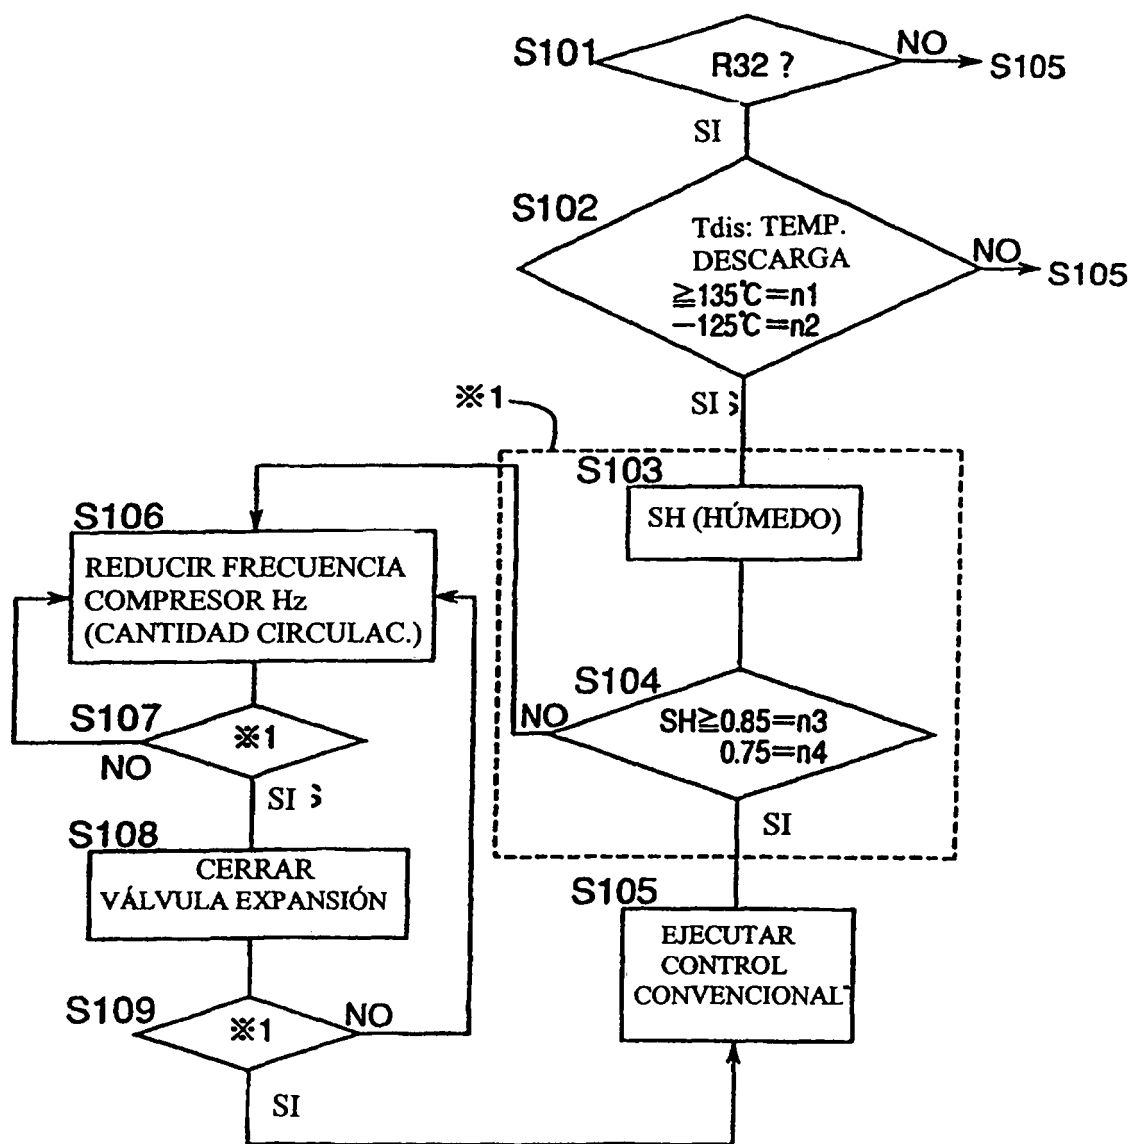 S101
R32 ?
NO
S105
SI
S102
Tdis: TEMP.
DESCARGA
≧135℃=n1
−125℃=n2
NO
S105
SI
※1
S103
SH (HÚMEDO)
S104
SH≧0.85=n3
0.75=n4
NO
SI
S105
EJECUTAR
CONTROL
CONVENCIONAL
S106
REDUCIR FRECUENCIA
COMPRESOR Hz
(CANTIDAD CIRCULAC.)
S107
※1
NO
SI
S108
CERRAR
VÁLVULA EXPANSIÓN
S109
※1
NO
SI